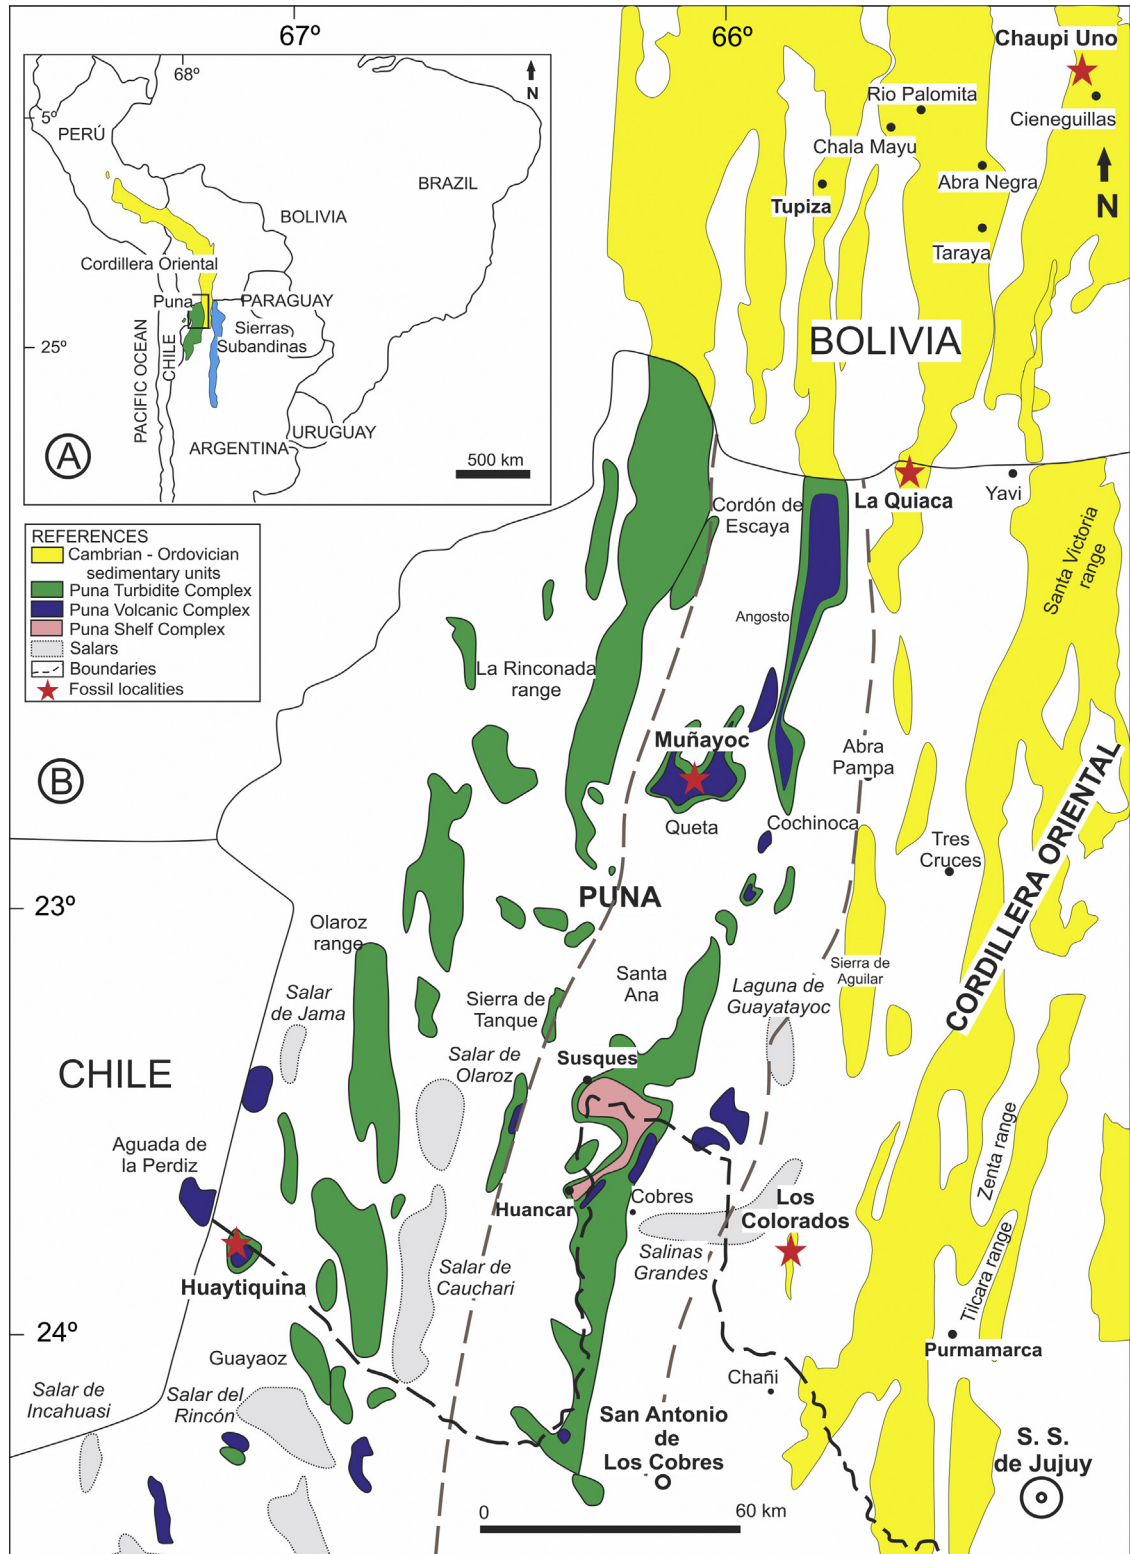 67º
66º
Chaupi Uno
68º
N
Rio Palomita
Cieneguillas
5º
PERÚ
Chala Mayu
BRAZIL
Abra Negra
BOLIVIA
Tupiza
N
Taraya
Cordillera Oriental
Puna
PARAGUAY
Sierras
Subandinas
PACIFIC OCEAN
CHILE
25º
BOLIVIA
URUGUAY
ARGENTINA
A
500 km
La Quiaca
Yavi
Cordón de
Escaya
REFERENCES
Cambrian - Ordovician
sedimentary units
Puna Turbidite Complex
Puna Volcanic Complex
Puna Shelf Complex
Salars
Boundaries
Fossil localities
Santa Victoria
range
Angosto
La Rinconada
range
Muñayoc
Abra
Pampa
B
Queta
Cochinoca
Tres
Cruces
CORDILLERA ORIENTAL
PUNA
23º
Olaroz
range
Santa
Ana
Sierra de
Aguilar
Salar
de Jama
Sierra de
Tanque
Laguna de
Guayatayoc
Salar de
Olaroz
Susques
CHILE
Aguada de
la Perdiz
Zenta range
Huancar
Cobres
Los
Colorados
Salinas
Grandes
Salar de
Cauchari
Huaytiquina
Tilcara range
24º
Purmamarca
Guayaoz
Chañi
Salar de
Incahuasi
Salar del
Rincón
San Antonio
de
Los Cobres
S. S.
de Jujuy
0
60 km